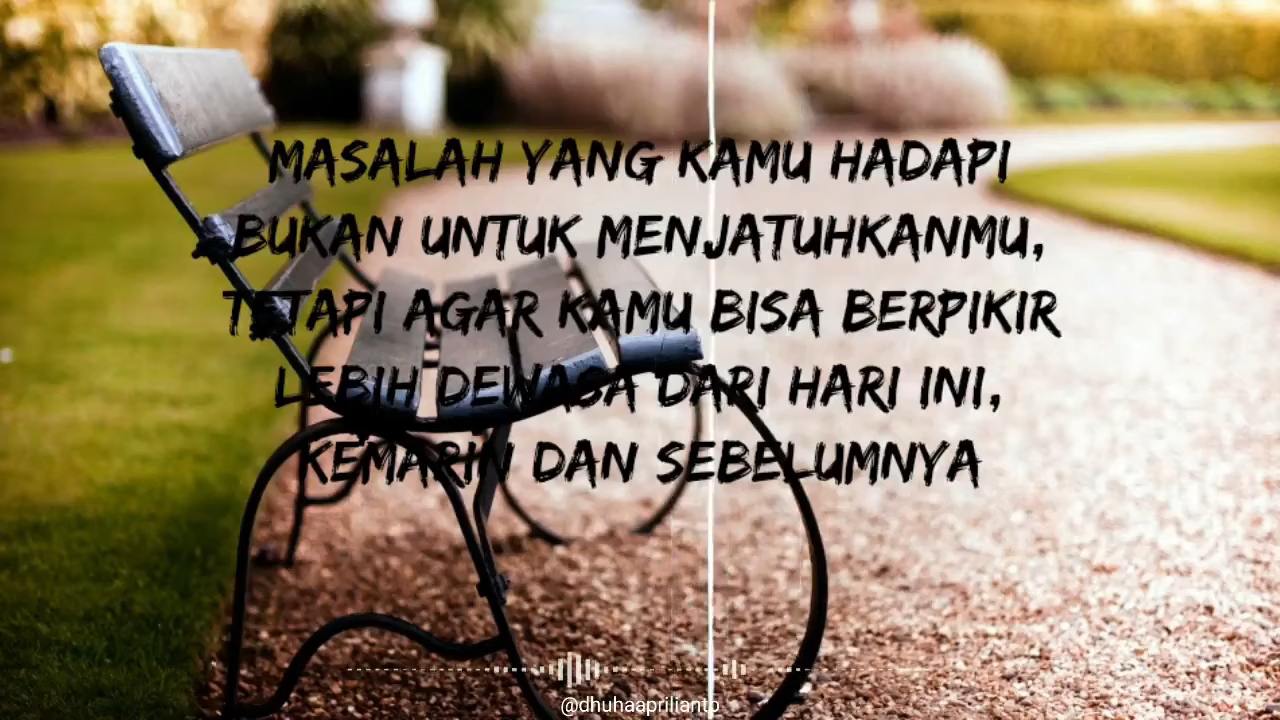 MASALAH YANG KAMU HADAPI
BUKAN UNTUK MENJATUHKANMU,
TETAPI AGAR KAMU BISA BERPIKIR
LEBIH DEWASA DARI HARI INI,
KEMARIN DAN SEBELUMNYA
@dhuhaaprilianto